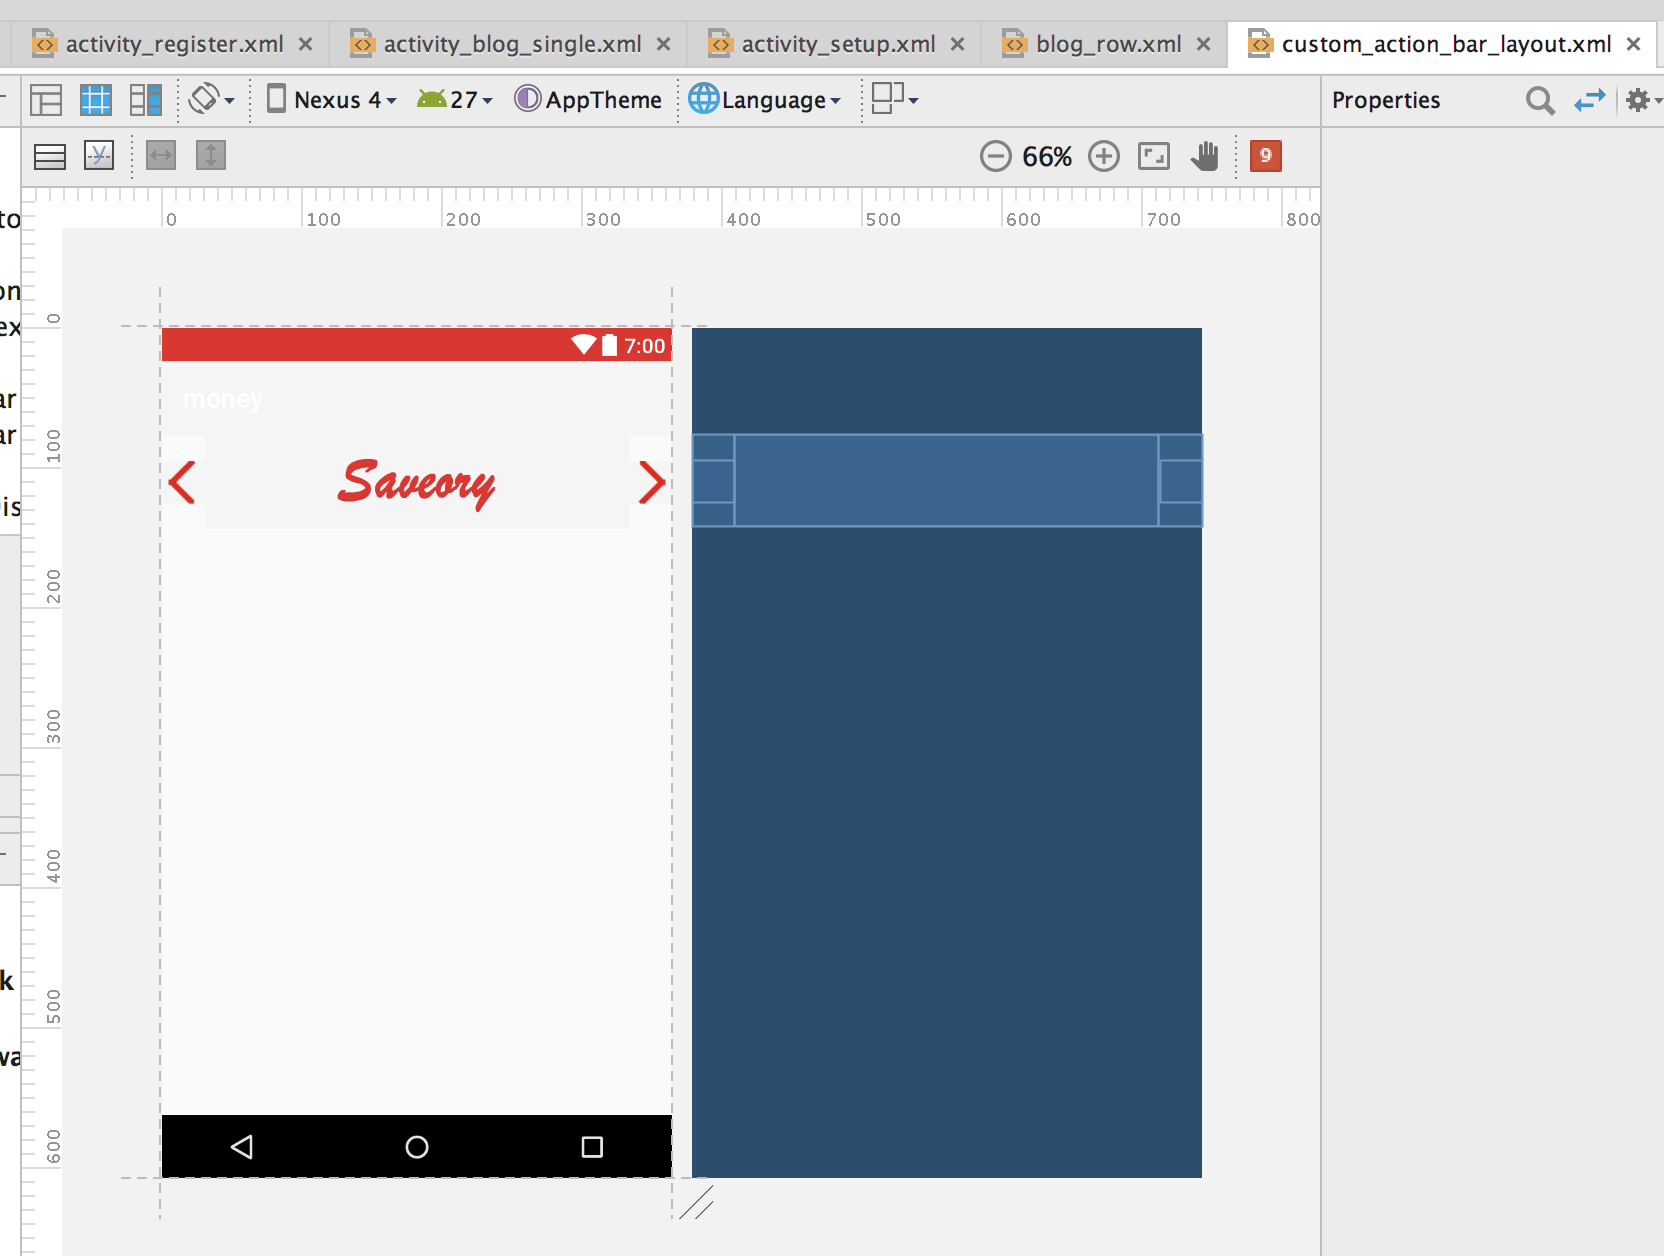 activity_register.xml activity_blog_single.xml activity_setup.xml blog_row.xml custom_action_bar_layout.xml
Nexus 4 27 AppTheme Language Properties
66% 9
0 100 200 300 400 500 600 700 800
to
on
ex
ar
ar
Dis
k
wa
0
100
200
300
400
500
600
7:00
money
Saveory